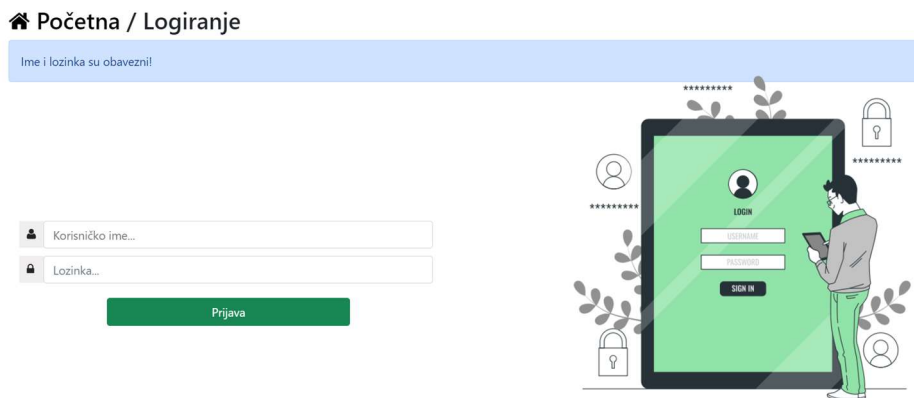 Početna / Logiranje
Ime i lozinka su obavezni!
*********
*********
*********
LOGIN
Korisničko ime...
USERNAME
Lozinka...
PASSWORD
SIGN IN
Prijava